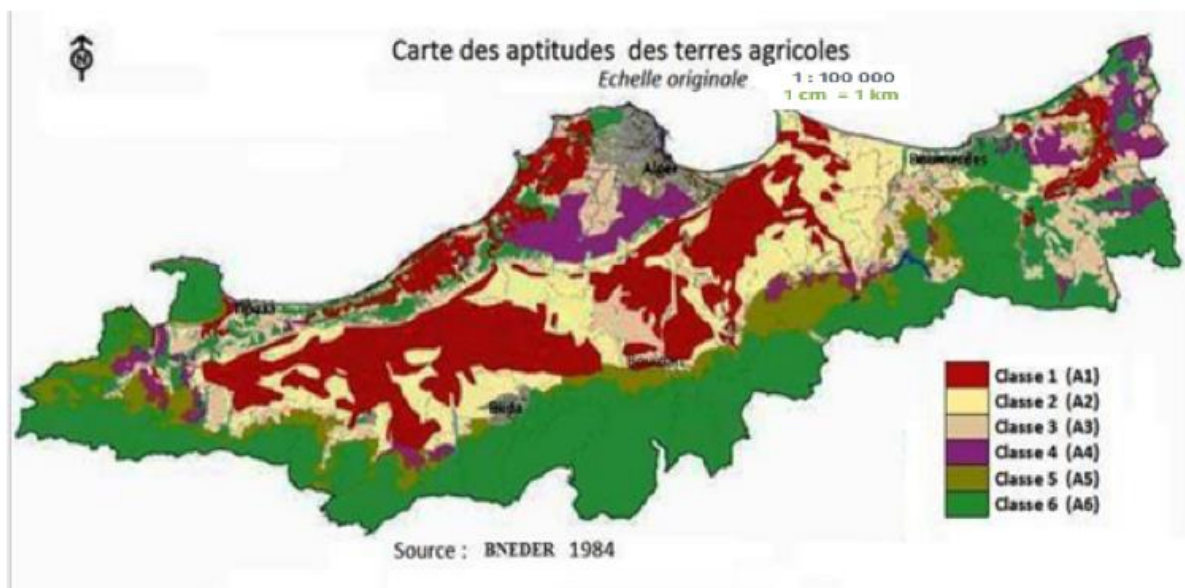 N
Carte des aptitudes des terres agricoles
Echelle originale
1 : 100 000
1 cm = 1 km
Alger
Boumerdes
Blida
Classe 1 (A1)
Classe 2 (A2)
Classe 3 (A3)
Classe 4 (A4)
Classe 5 (A5)
Classe 6 (A6)
Source : BNEDER 1984